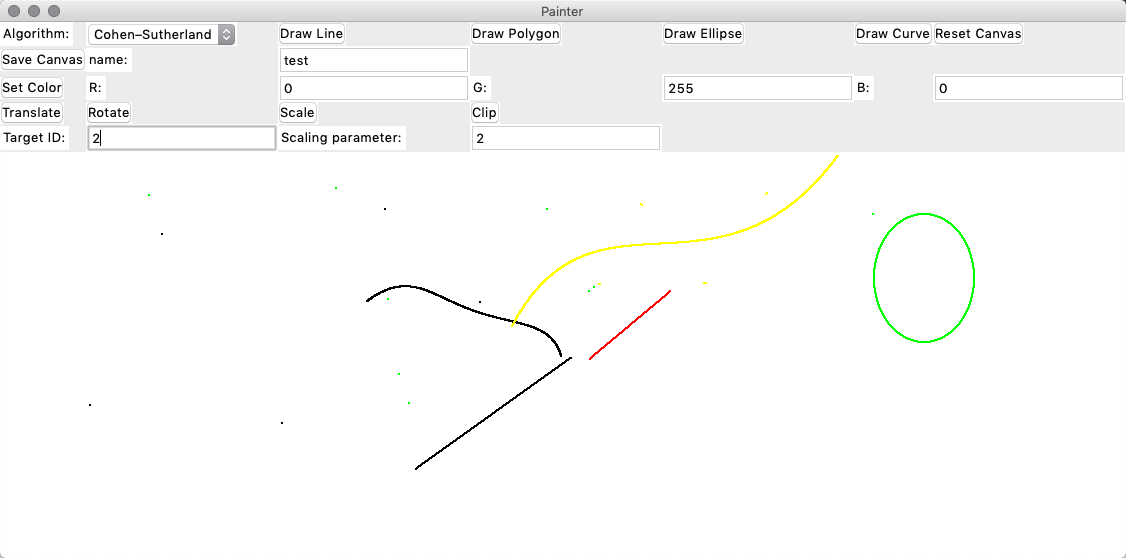 Painter
Algorithm: Cohen–Sutherland Draw Line Draw Polygon Draw Ellipse Draw Curve Reset Canvas
Save Canvas name: test
Set Color R: 0 G: 255 B: 0
Translate Rotate Scale Clip
Target ID: 2 Scaling parameter: 2